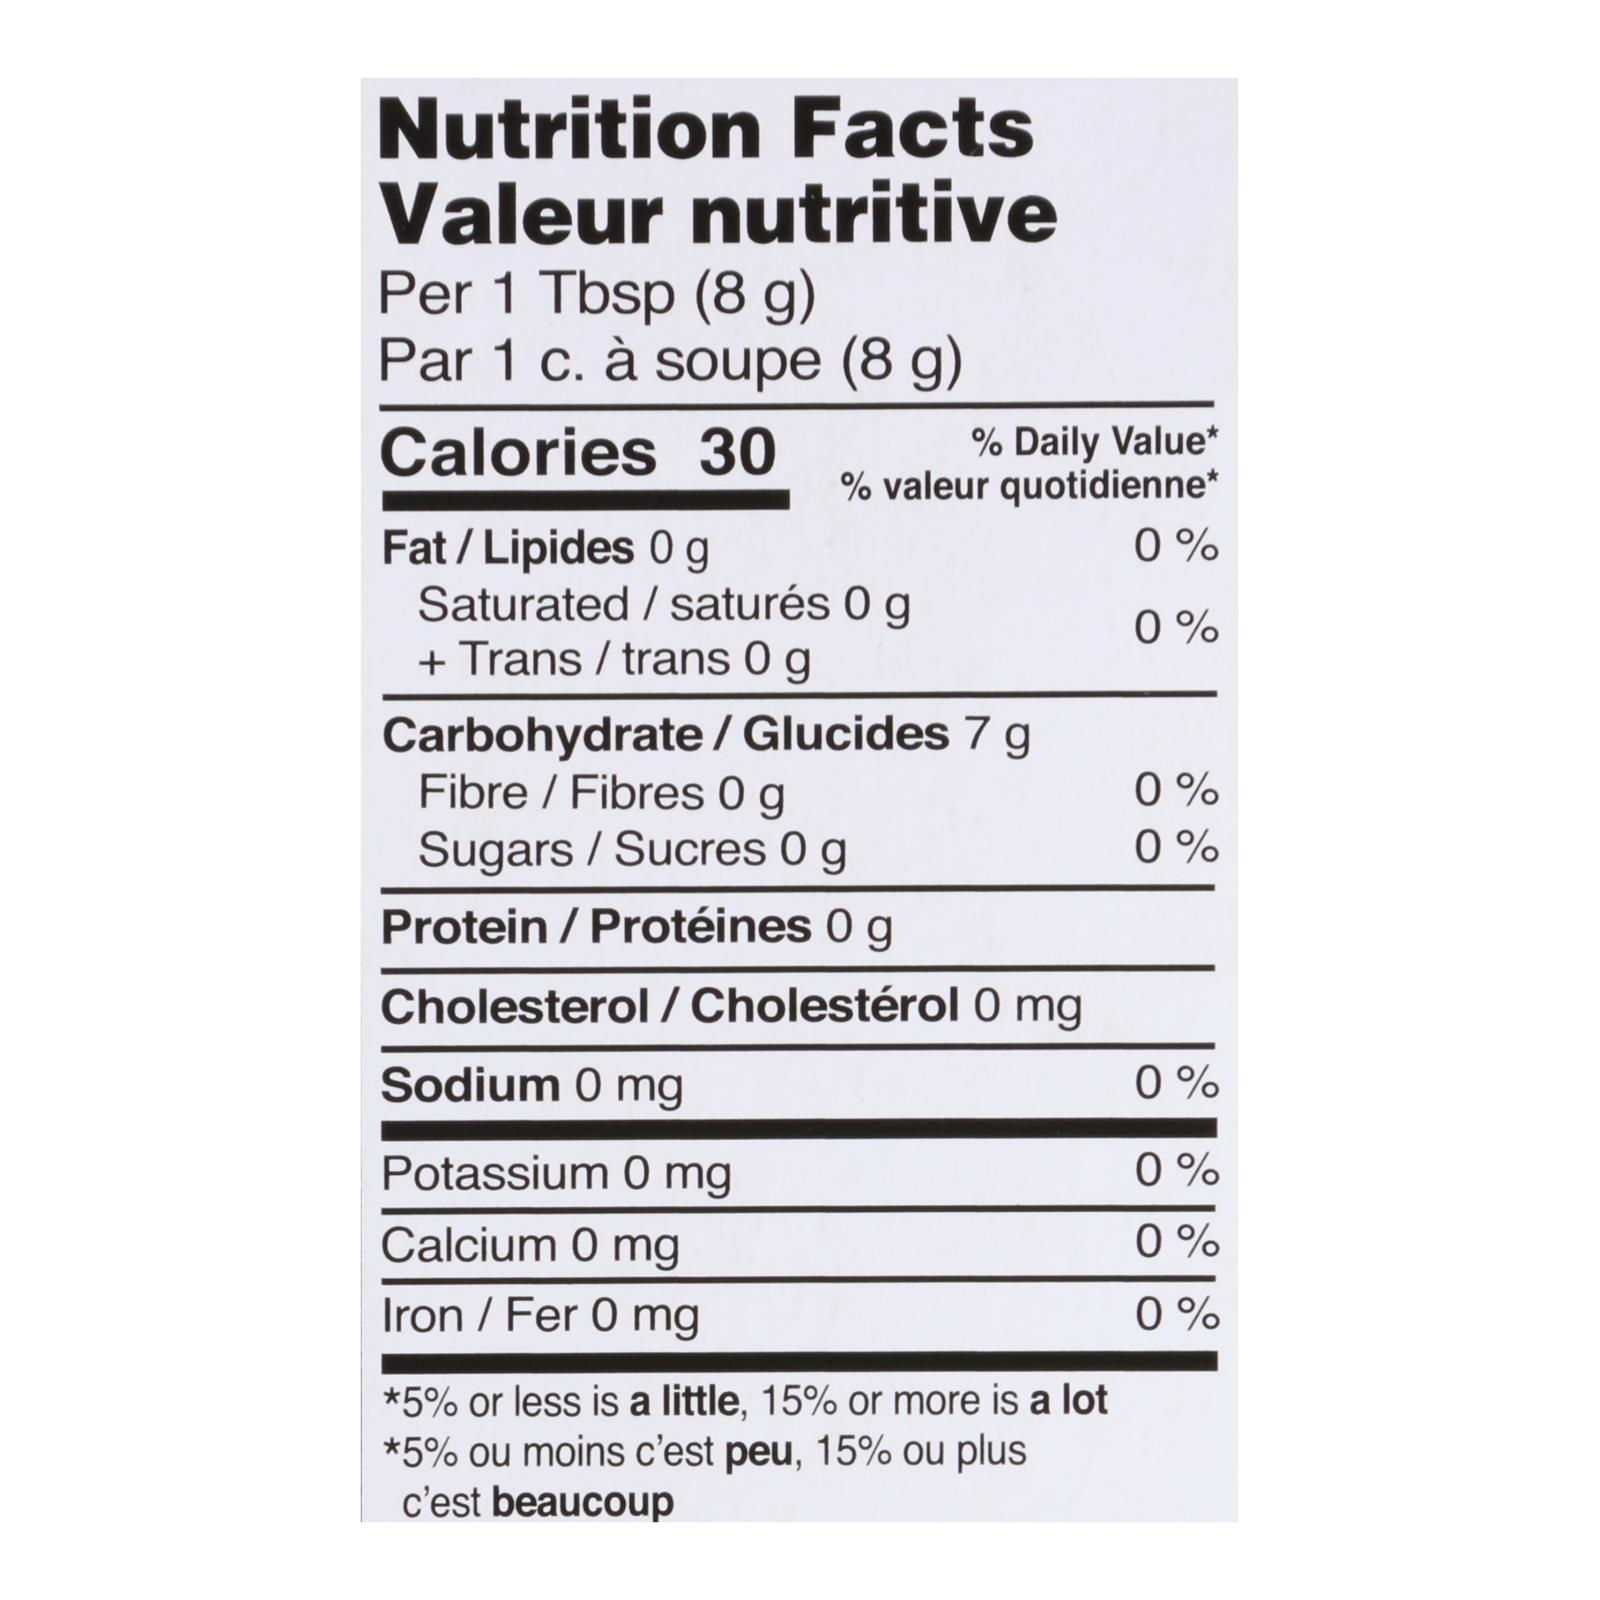 Nutrition Facts
Valeur nutritive
Per 1 Tbsp (8 g)
Par 1 c. à soupe (8 g)
Calories 30
% Daily Value*
% valeur quotidienne*
Fat / Lipides 0 g 0 %
Saturated / saturés 0 g
+ Trans / trans 0 g 0 %
Carbohydrate / Glucides 7 g
Fibre / Fibres 0 g 0 %
Sugars / Sucres 0 g 0 %
Protein / Protéines 0 g
Cholesterol / Cholestérol 0 mg
Sodium 0 mg 0 %
Potassium 0 mg 0 %
Calcium 0 mg 0 %
Iron / Fer 0 mg 0 %
*5% or less is a little, 15% or more is a lot
*5% ou moins c'est peu, 15% ou plus
c'est beaucoup